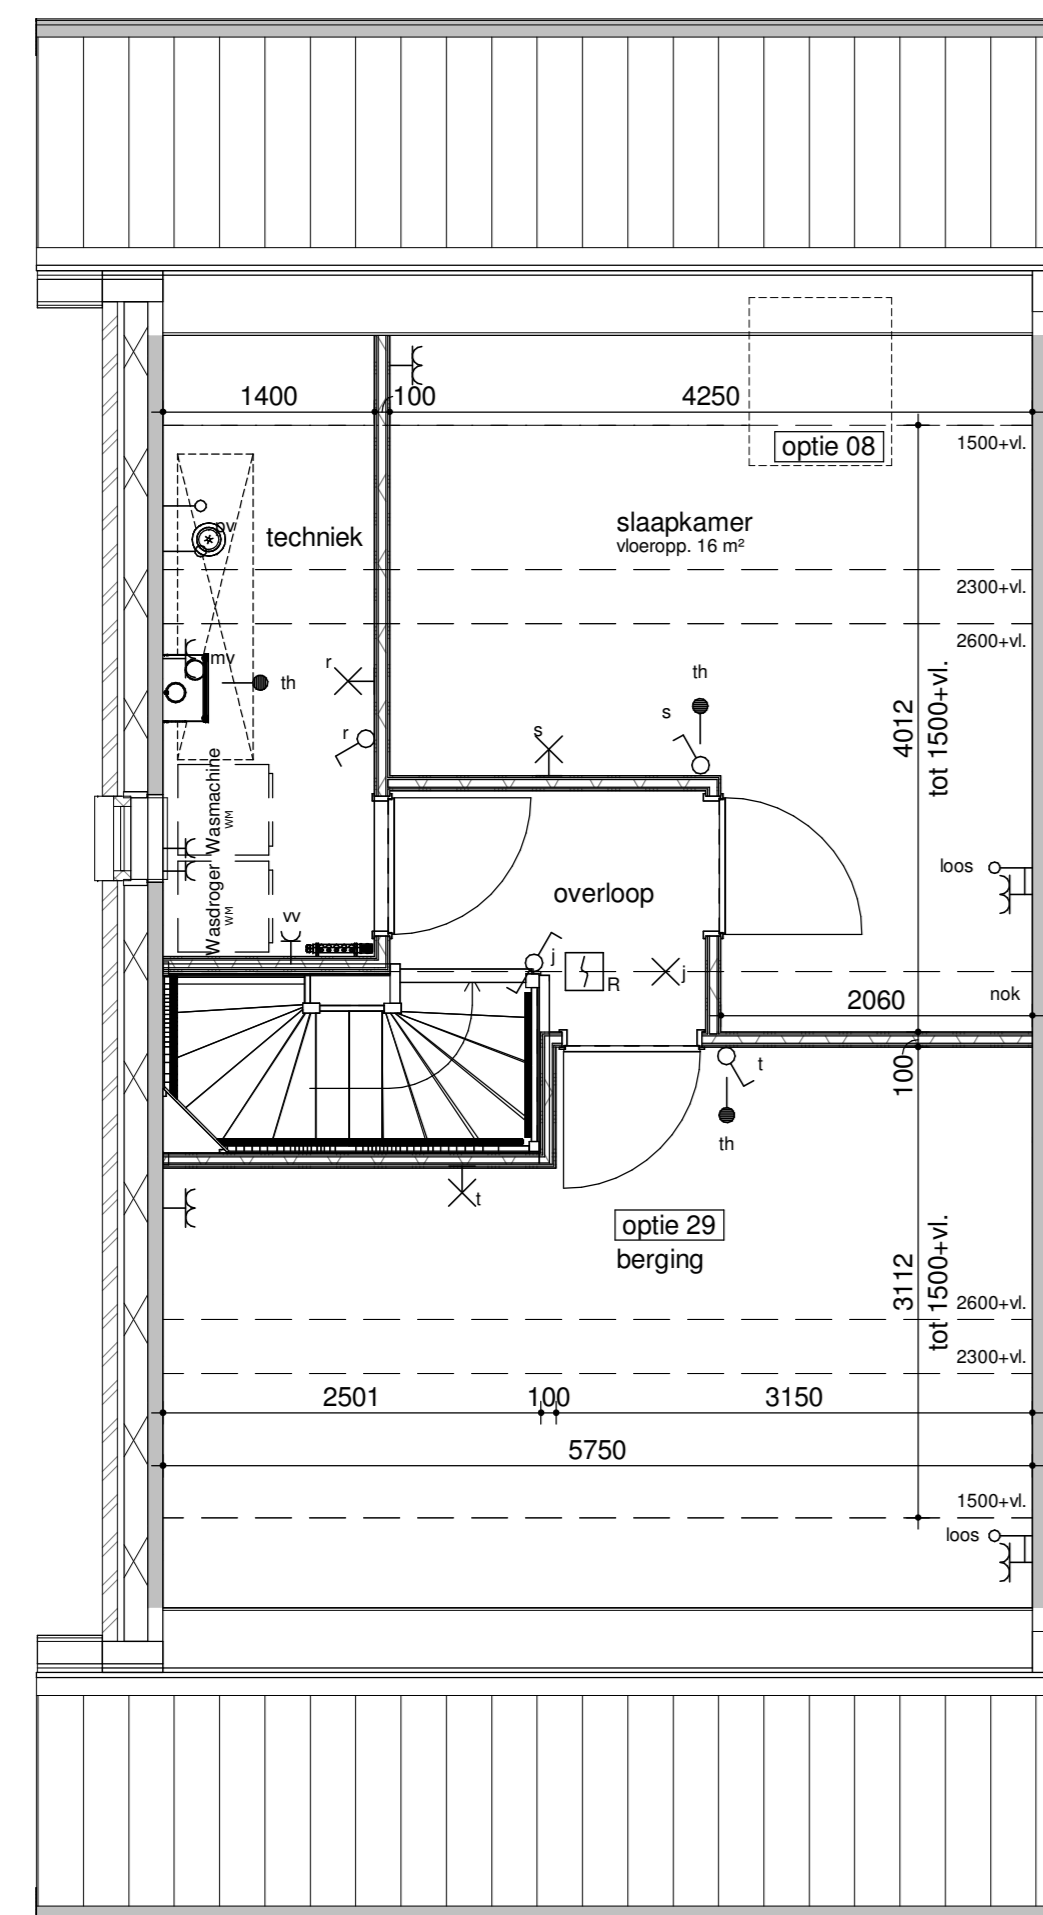 1400
100
4250
optie 08
1500+vl.
pv
techniek
slaapkamer
vloeropp. 16 m²
2300+vl.
2600+vl.
mv
th
r
r
th
s
s
4012
tot 1500+vl.
Wasmachine
WM
Wasdroger
WM
overloop
loos
vv
j
R
j
2060
nok
100
t
th
t
optie 29
berging
3112
tot 1500+vl.
2600+vl.
2300+vl.
2501
100
3150
5750
1500+vl.
loos